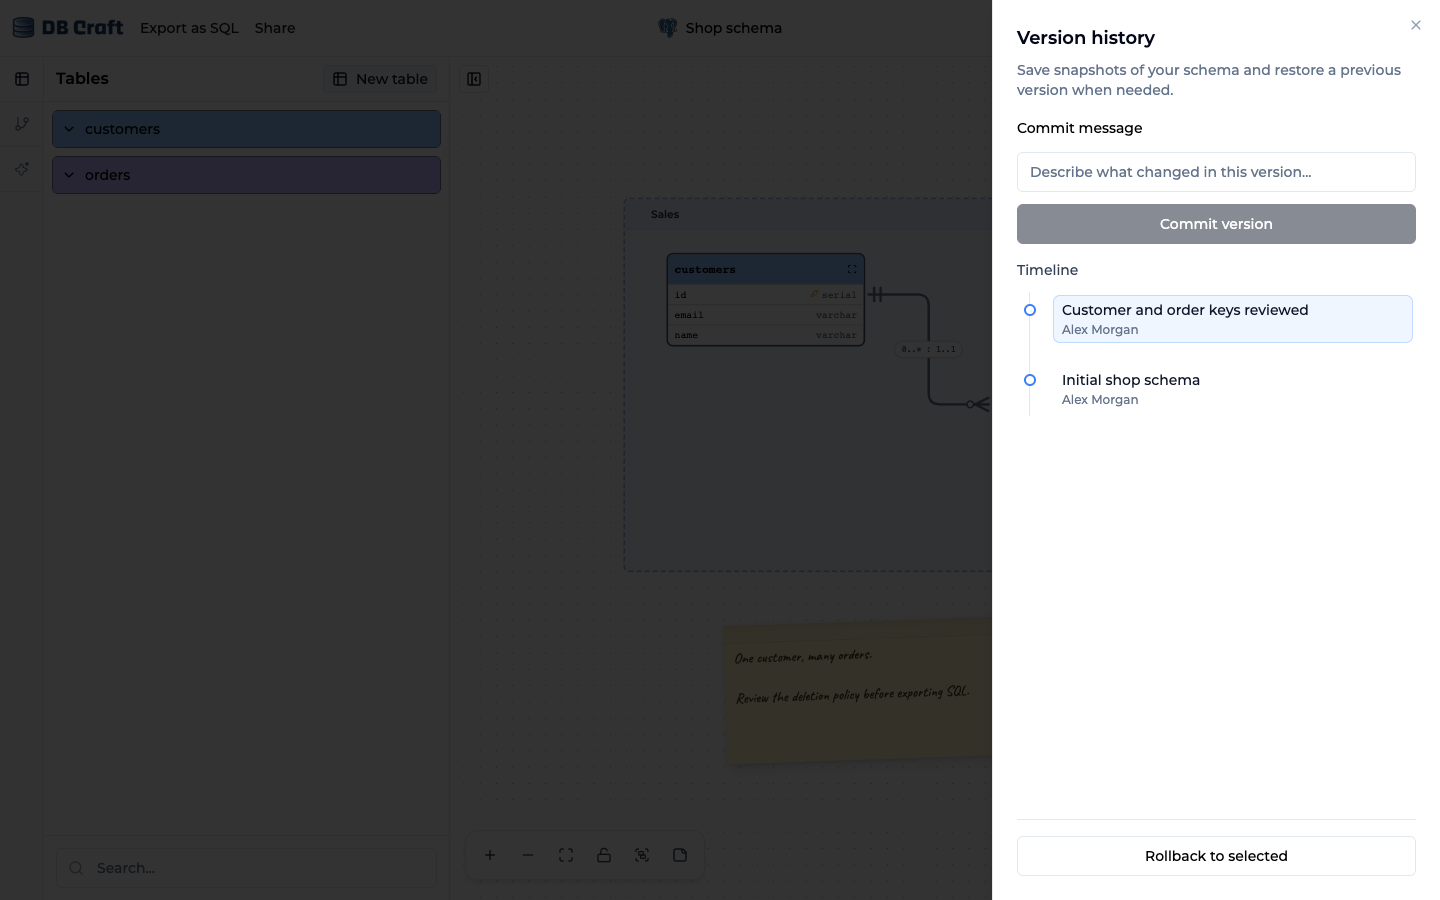 DB Craft
Export as SQL
Share
Shop schema
Tables
New table
customers
orders
Search...
Sales
customers
id serial
email varchar
name varchar
0..* : 1..1
One customer, many orders.
Review the deletion policy before exporting SQL.
Version history
Save snapshots of your schema and restore a previous
version when needed.
Commit message
Describe what changed in this version...
Commit version
Timeline
Customer and order keys reviewed
Alex Morgan
Initial shop schema
Alex Morgan
Rollback to selected